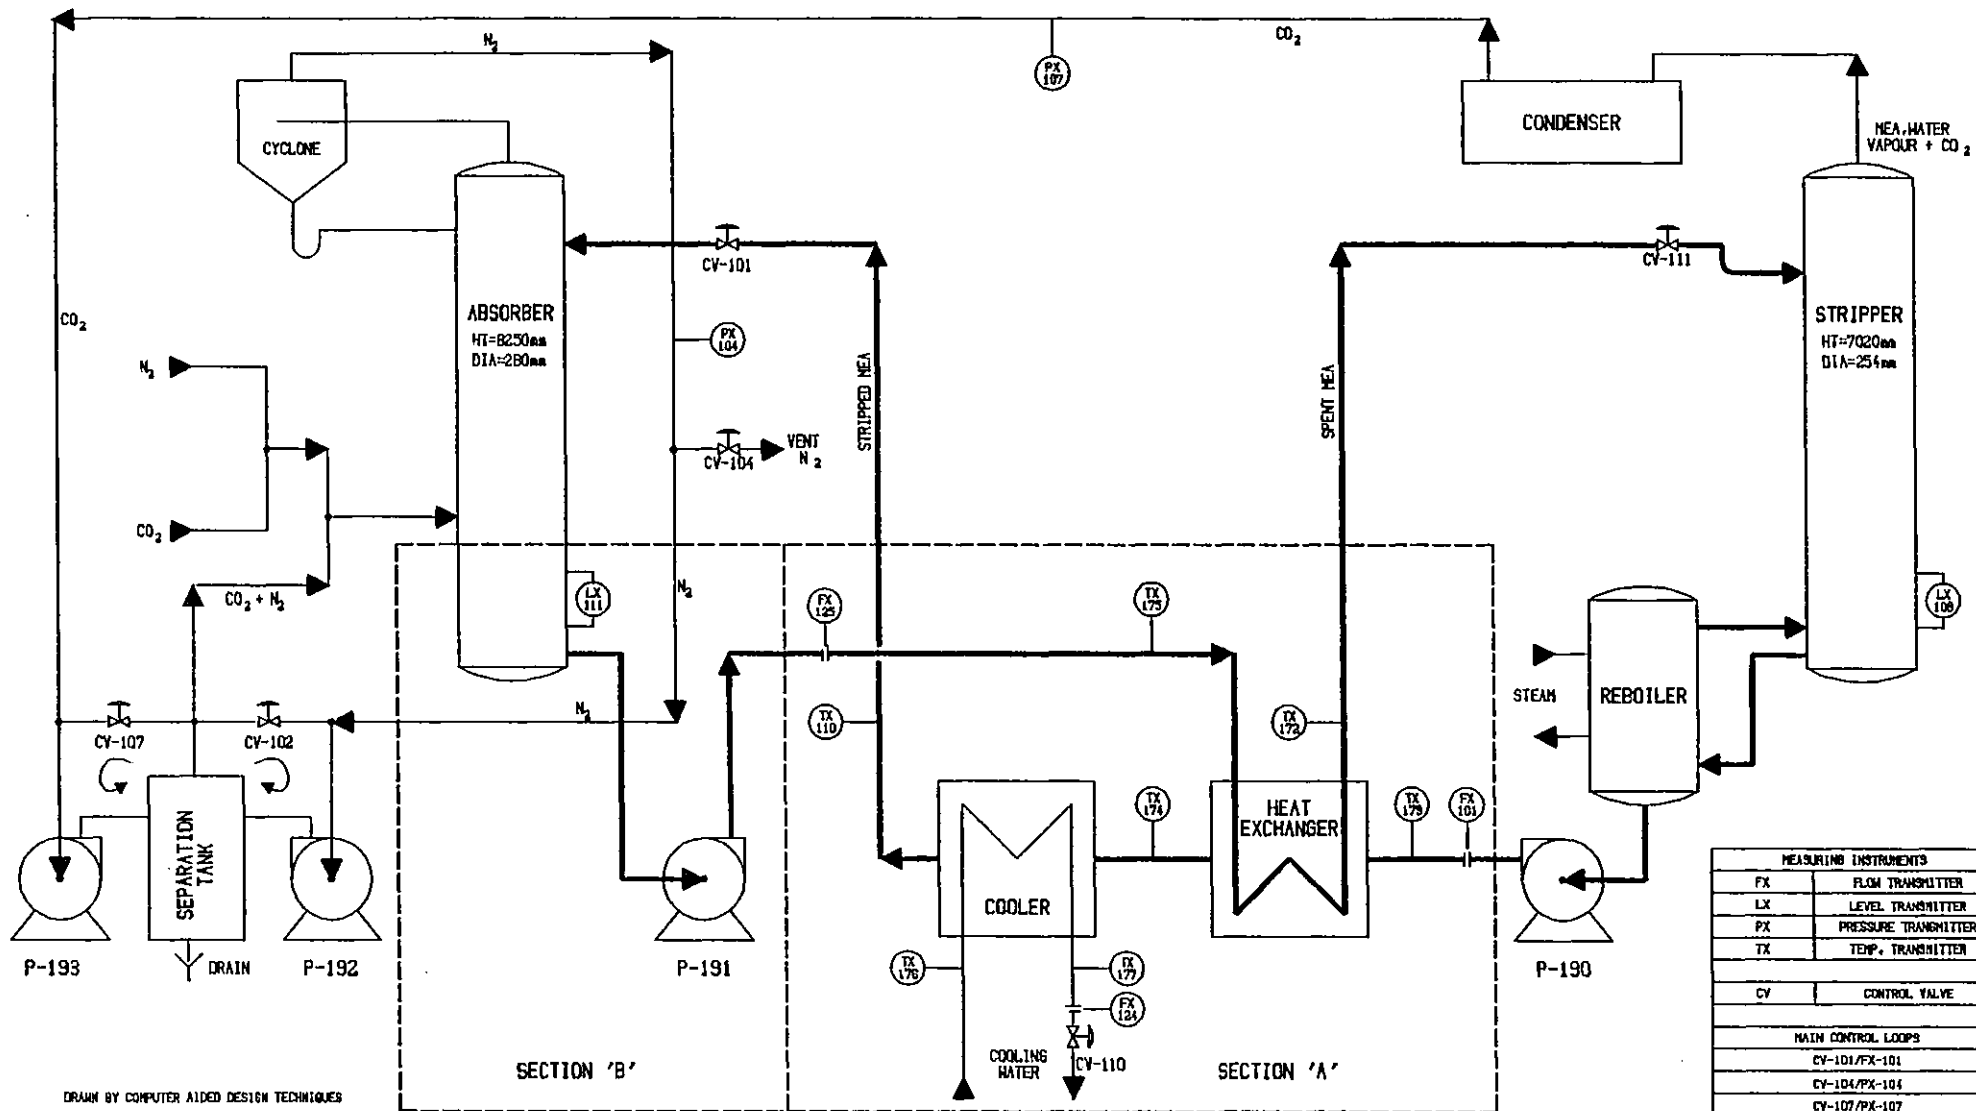 CO₂
N₂
PX
107
CONDENSER
MEA,WATER
VAPOUR + CO₂
CYCLONE
CV-101
CV-111
ABSORBER
HT=8250mm
DIA=280mm
STRIPPER
HT=7020mm
DIA=254mm
CO₂
N₂
CO₂
PX
104
STRIPPED MEA
SPENT MEA
CV-104
VENT
N₂
CO₂ + N₂
LX
111
N₂
FX
125
TX
175
LX
108
STEAM
REBOILER
CV-107
CV-102
N₂
TX
110
TX
172
SEPARATION
TANK
TX
174
HEAT
EXCHANGER
TX
179
FX
101
COOLER
P-193
DRAIN
P-192
P-191
TX
176
TX
177
P-190
FX
124
COOLING
WATER
CV-110
SECTION 'B'
SECTION 'A'
DRAWN BY COMPUTER AIDED DESIGN TECHNIQUES
MEASURING INSTRUMENTS
FX FLOW TRANSMITTER
LX LEVEL TRANSMITTER
PX PRESSURE TRANSMITTER
TX TEMP. TRANSMITTER
CV CONTROL VALVE
MAIN CONTROL LOOPS
CV-101/FX-101
CV-104/PX-104
CV-107/PX-107